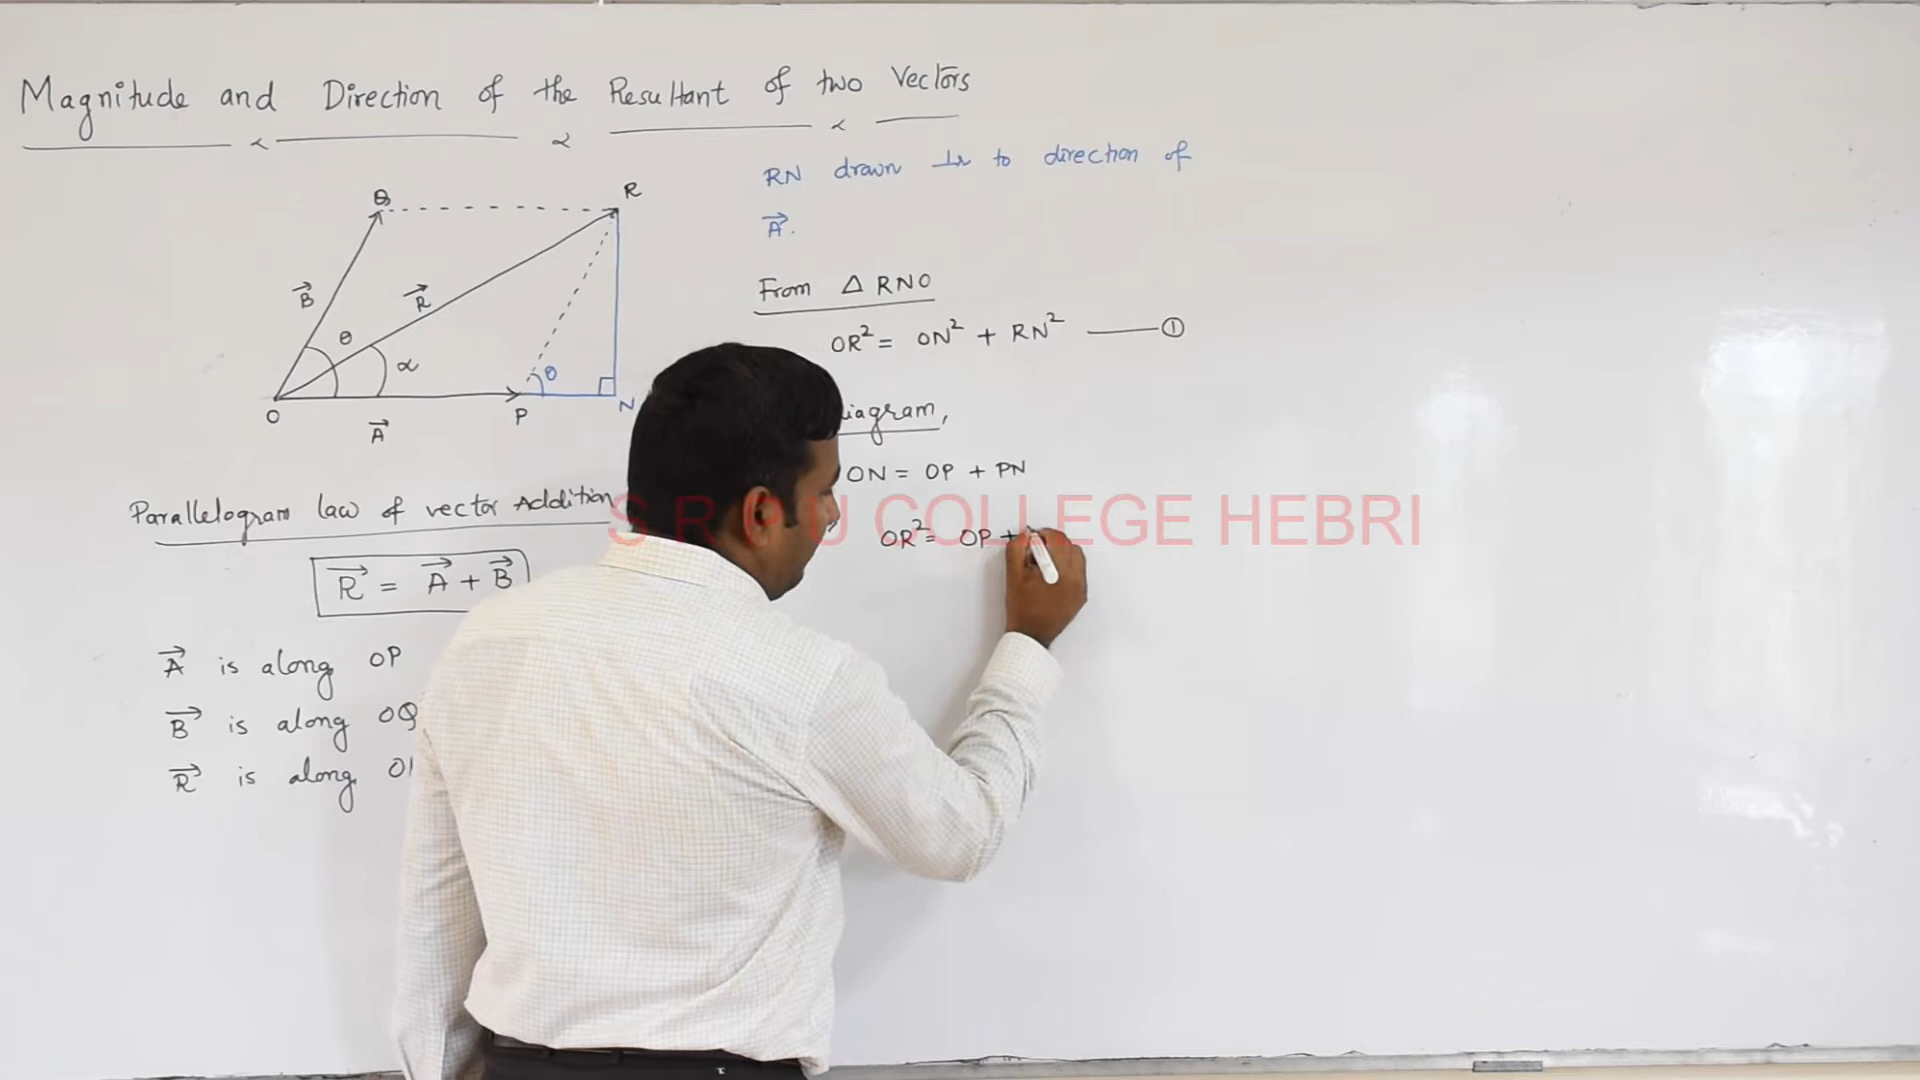 Magnitude and Direction of the Resultant of two Vectors
RN drawn ⊥r to direction of
A⃗.
Q
R
B⃗
R⃗
θ
α
θ
O
P
N
A⃗
From △ RNO
OR² = ON² + RN² ——— ①
iagram,
ON = OP + PN
OR² = OP +
Parallelogram law of vector Addition
R⃗ = A⃗ + B⃗
A⃗ is along OP
B⃗ is along OQ
R⃗ is along
S R P U COLLEGE HEBRI